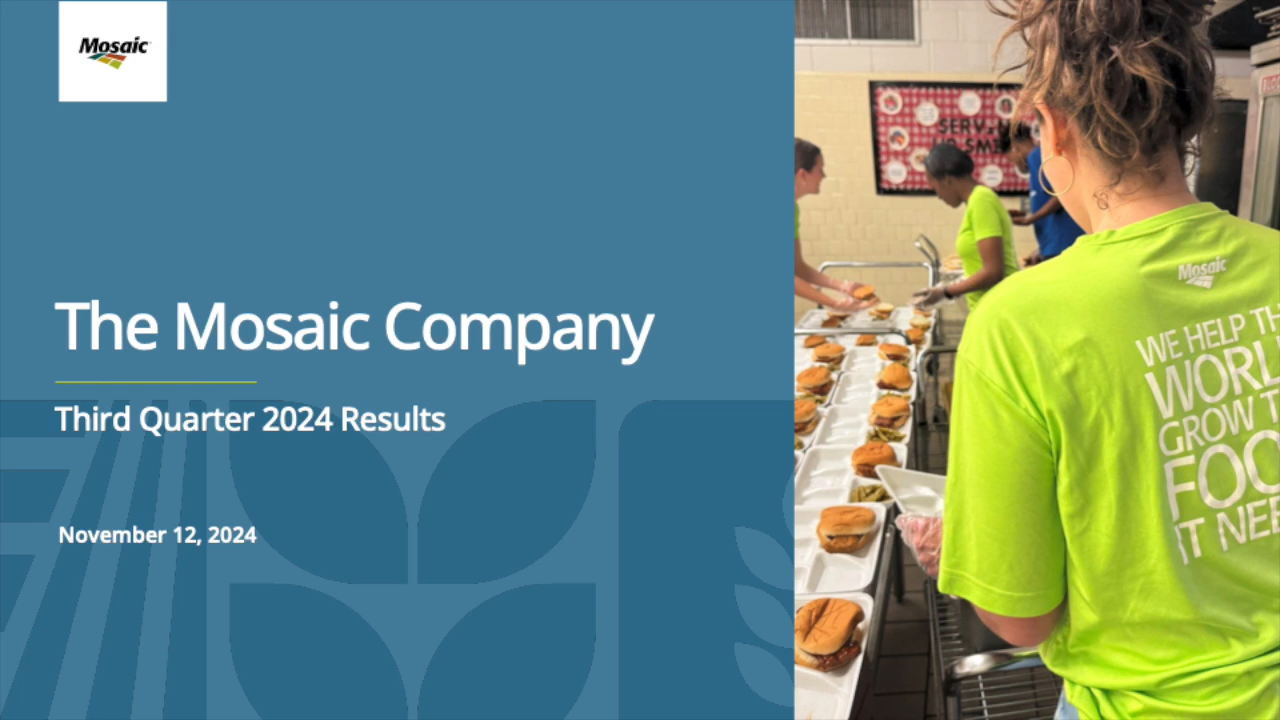 Mosaic
The Mosaic Company
Third Quarter 2024 Results
November 12, 2024
Mosaic
WE HELP TH
WORL
GROW T
FOO
IT NEE